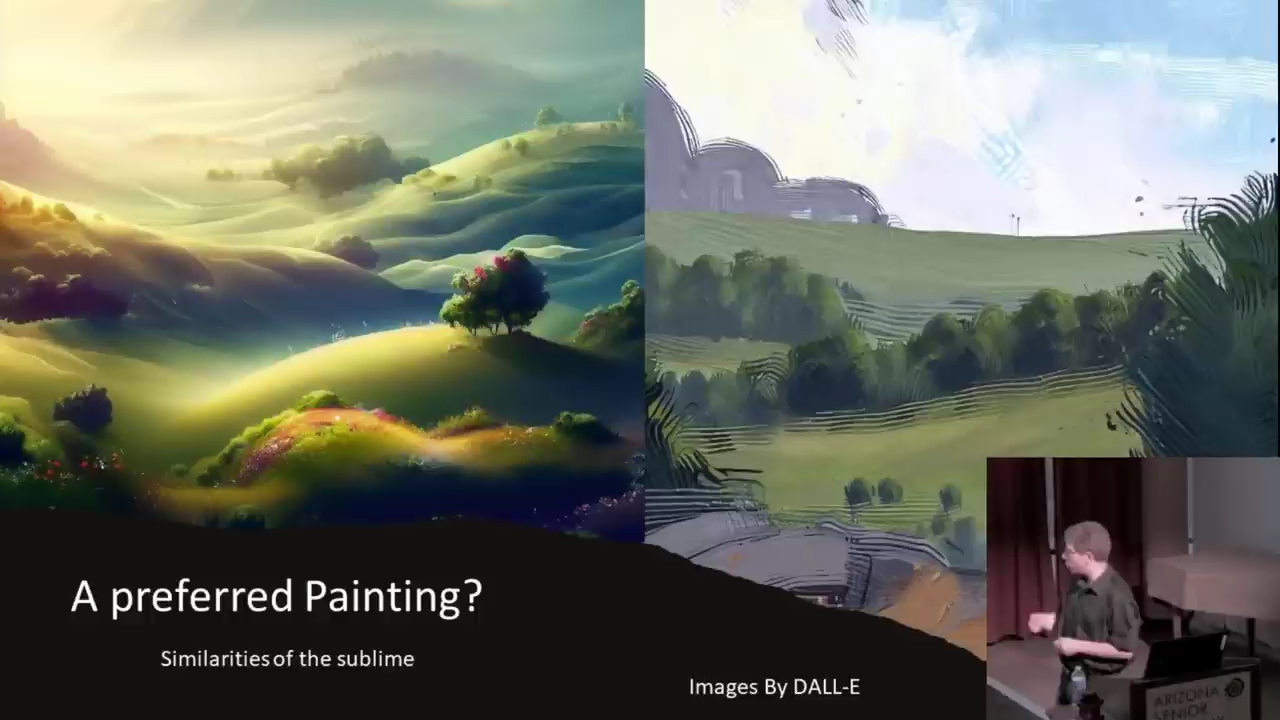 A preferred Painting?
Similarities of the sublime
Images By DALL-E
ARIZONA
SENIOR